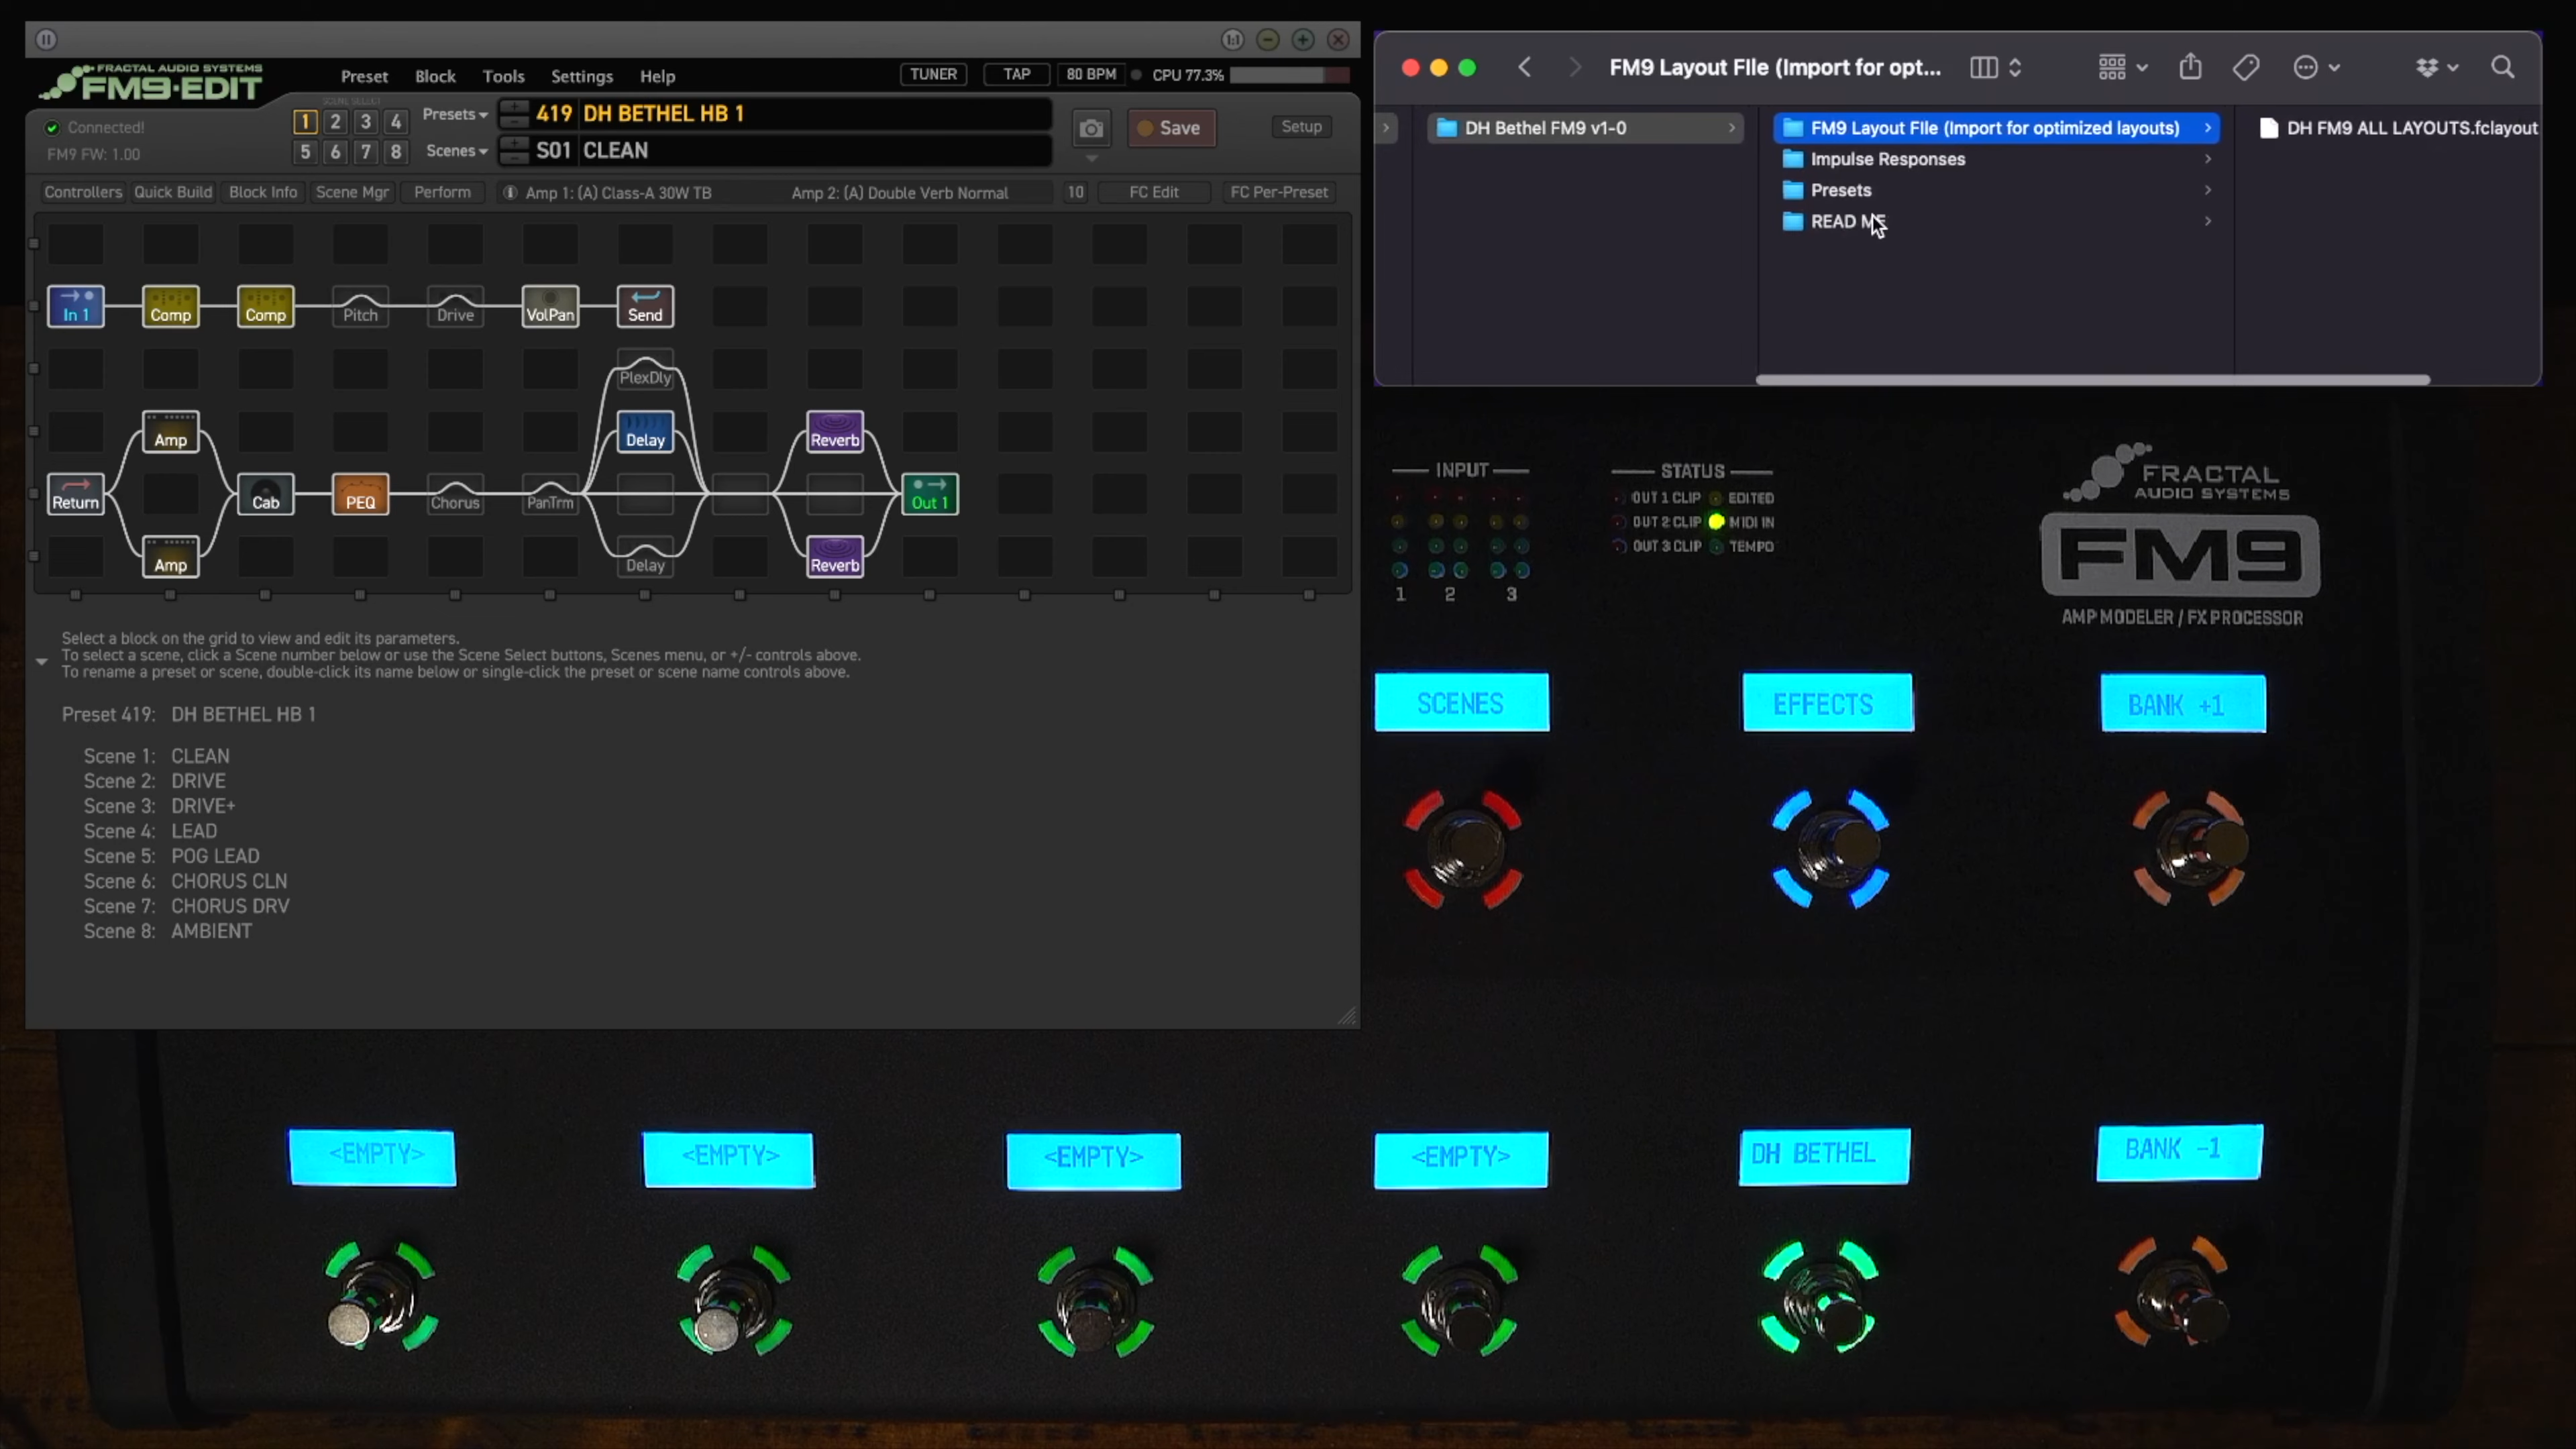 FRACTAL AUDIO SYSTEMS
FM9-EDIT
Preset Block Tools Settings Help
TUNER TAP 80 BPM CPU 77.3%
1:1
SCENE SELECT
Connected!
FM9 FW: 1.00
1 2 3 4
5 6 7 8
Presets 419 DH BETHEL HB 1
Scenes S01 CLEAN
Save
Setup
Controllers Quick Build Block Info Scene Mgr Perform
Amp 1: (A) Class-A 30W TB Amp 2: (A) Double Verb Normal
10 FC Edit FC Per-Preset
In 1 Comp Comp Pitch Drive VolPan Send
PlexDly
Amp Delay Reverb
Return Cab PEQ Chorus PanTrm Out 1
Amp Delay Reverb
Select a block on the grid to view and edit its parameters.
To select a scene, click a Scene number below or use the Scene Select buttons, Scenes menu, or +/- controls above.
To rename a preset or scene, double-click its name below or single-click the preset or scene name controls above.
Preset 419: DH BETHEL HB 1
Scene 1: CLEAN
Scene 2: DRIVE
Scene 3: DRIVE+
Scene 4: LEAD
Scene 5: POG LEAD
Scene 6: CHORUS CLN
Scene 7: CHORUS DRV
Scene 8: AMBIENT
FM9 Layout FIle (Import for opt...
DH Bethel FM9 v1-0
FM9 Layout FIle (Import for optimized layouts)
Impulse Responses
Presets
READ ME
DH FM9 ALL LAYOUTS.fclayout
INPUT
1 2 3
STATUS
OUT 1 CLIP EDITED
OUT 2 CLIP MIDI IN
OUT 3 CLIP TEMPO
FRACTAL
AUDIO SYSTEMS
FM9
AMP MODELER / FX PROCESSOR
SCENES EFFECTS BANK +1
<EMPTY> <EMPTY> <EMPTY> <EMPTY> DH BETHEL BANK -1